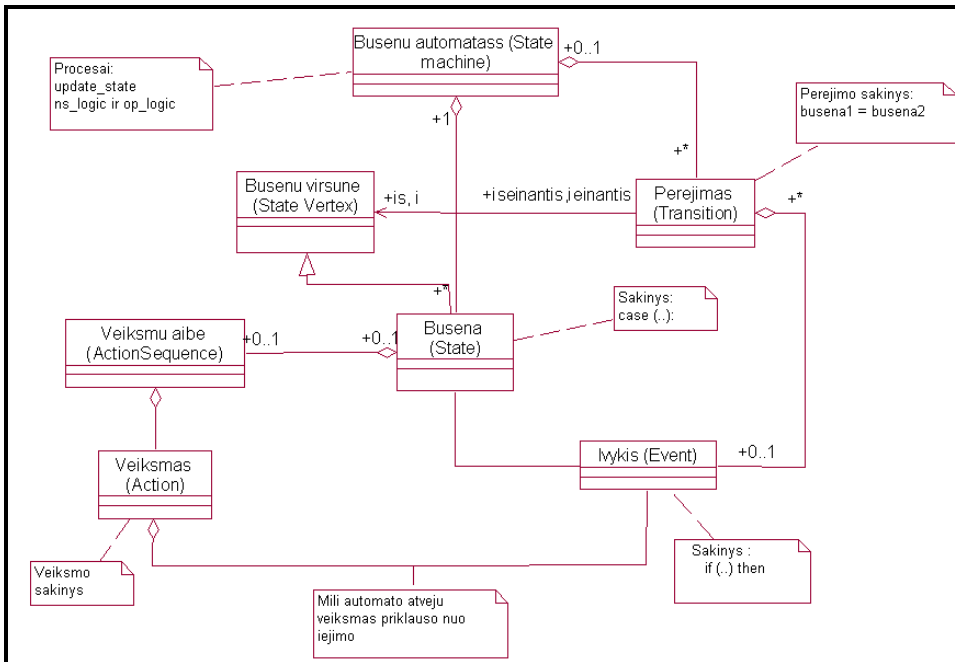 Busenu automatass (State
machine)
+0..1
Procesai:
update_state
ns_logic ir op_logic
Perejimo sakinys:
busena1 = busena2
+1
+*
Busenu virsune
(State Vertex)
+is, i
+iseinantis,ieinantis
Perejimas
(Transition)
+*
+*
Sakinys:
case (..):
Veiksmu aibe
(ActionSequence)
+0..1
+0..1
Busena
(State)
Veiksmas
(Action)
Ivykis (Event)
+0..1
Veiksmo
sakinys
Sakinys :
if (..) then
Mili automato atveju
veiksmas priklauso nuo
iejimo